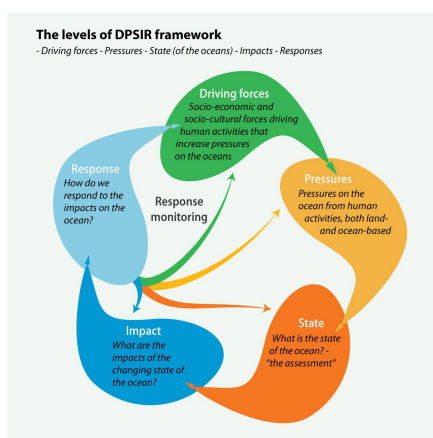 The levels of DPSIR framework
- Driving forces - Pressures - State (of the oceans) - Impacts - Responses
Driving forces
Socio-economic and
socio-cultural forces driving
human activities that
increase pressures
on the oceans
Response
How do we
respond to the
impacts on the
ocean?
Response
monitoring
Pressures
Pressures on the
ocean from human
activities, both land-
and ocean-based
State
What is the state
of the ocean? -
“the assessment”
Impact
What are the
impacts of the
changing state of
the ocean?